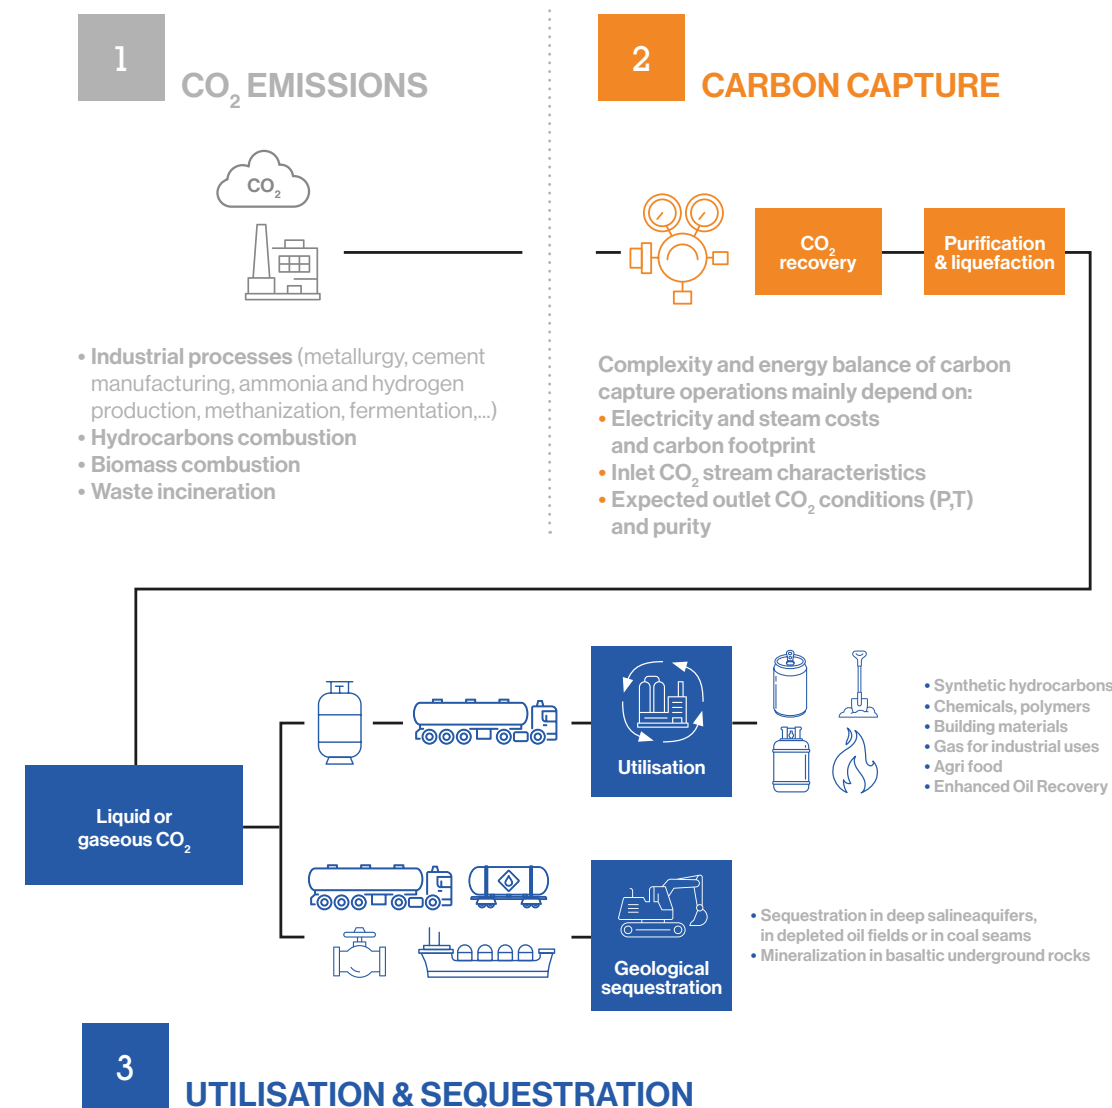 1
CO₂ EMISSIONS
CO₂
• Industrial processes (metallurgy, cement
manufacturing, ammonia and hydrogen
production, methanization, fermentation,...)
• Hydrocarbons combustion
• Biomass combustion
• Waste incineration
2
CARBON CAPTURE
CO₂
recovery
Purification
& liquefaction
Complexity and energy balance of carbon
capture operations mainly depend on:
• Electricity and steam costs
and carbon footprint
• Inlet CO₂ stream characteristics
• Expected outlet CO₂ conditions (P,T)
and purity
Liquid or
gaseous CO₂
Utilisation
• Synthetic hydrocarbons
• Chemicals, polymers
• Building materials
• Gas for industrial uses
• Agri food
• Enhanced Oil Recovery
Geological
sequestration
• Sequestration in deep salineaquifers,
in depleted oil fields or in coal seams
• Mineralization in basaltic underground rocks
3
UTILISATION & SEQUESTRATION